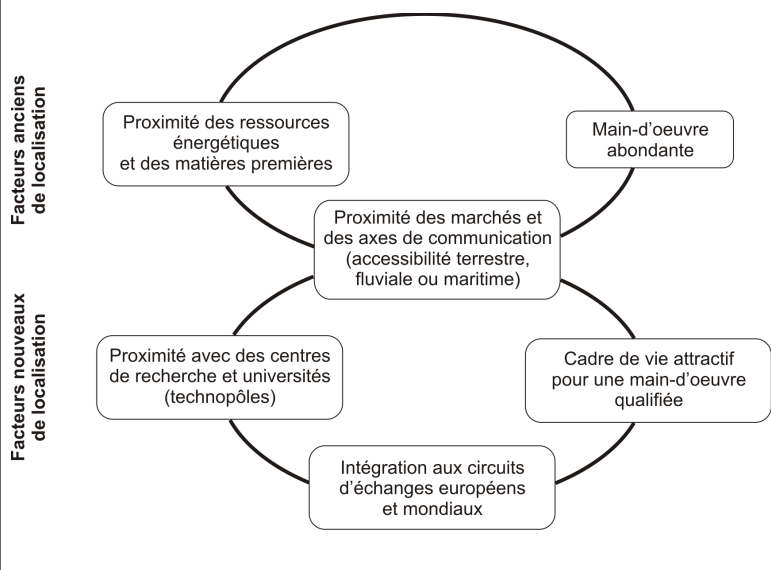 Facteurs anciens
de localisation
Proximité des ressources
énergétiques
et des matières premières
Main-d'oeuvre
abondante
Proximité des marchés et
des axes de communication
(accessibilité terrestre,
fluviale ou maritime)
Facteurs nouveaux
de localisation
Proximité avec des centres
de recherche et universités
(technopôles)
Cadre de vie attractif
pour une main-d'oeuvre
qualifiée
Intégration aux circuits
d'échanges européens
et mondiaux